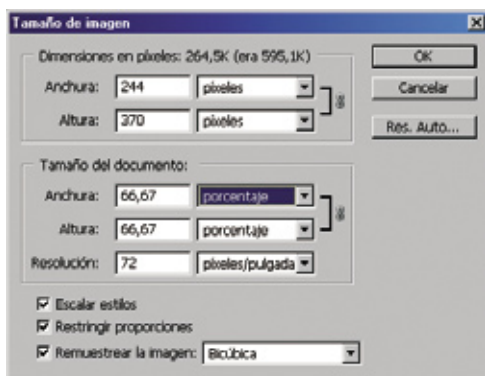 Tamaño de imagen
Dimensiones en píxeles: 264,5K (era 595,1K)
Anchura: 244 píxeles
Altura: 370 píxeles
OK
Cancelar
Res. Auto...
Tamaño del documento:
Anchura: 66,67 porcentaje
Altura: 66,67 porcentaje
Resolución: 72 píxeles/pulgada
Escalar estilos
Restringir proporciones
Remuestrear la imagen: Bicúbica